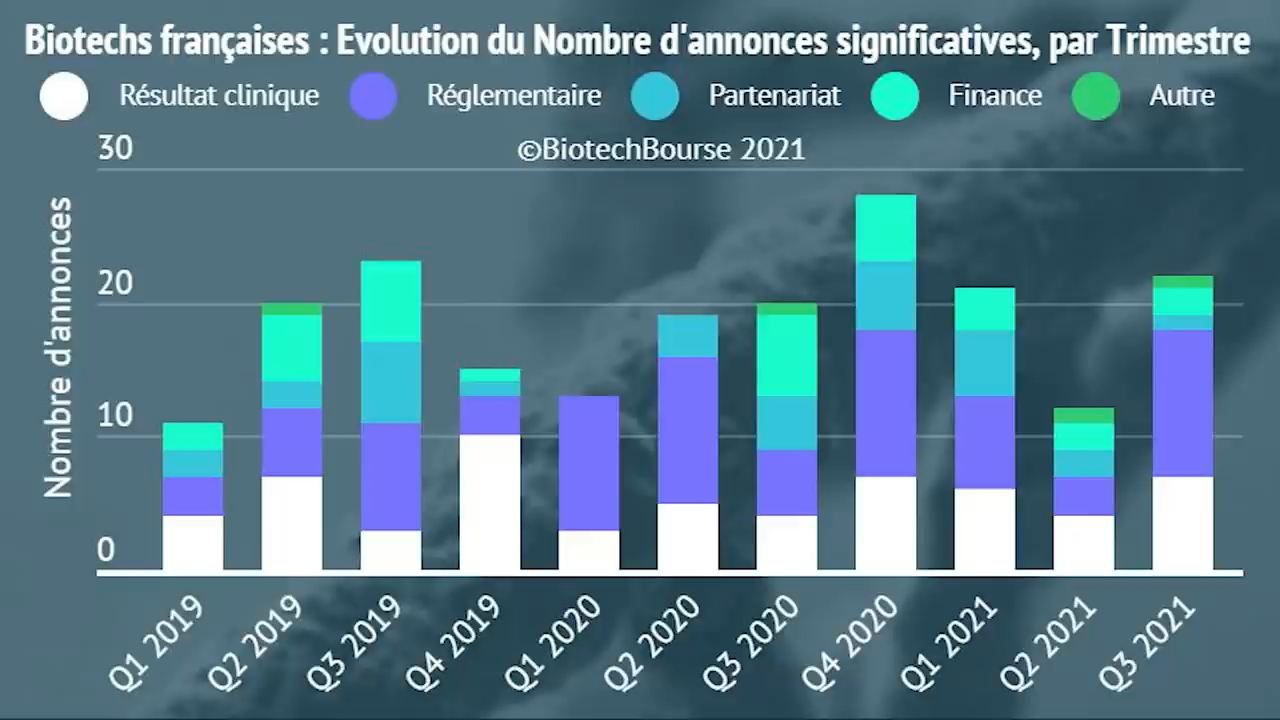 Biotechs françaises : Evolution du Nombre d'annonces significatives, par Trimestre
Résultat clinique Réglementaire Partenariat Finance Autre
©BiotechBourse 2021
Nombre d'annonces
30
20
10
0
Q1 2019
Q2 2019
Q3 2019
Q4 2019
Q1 2020
Q2 2020
Q3 2020
Q4 2020
Q1 2021
Q2 2021
Q3 2021